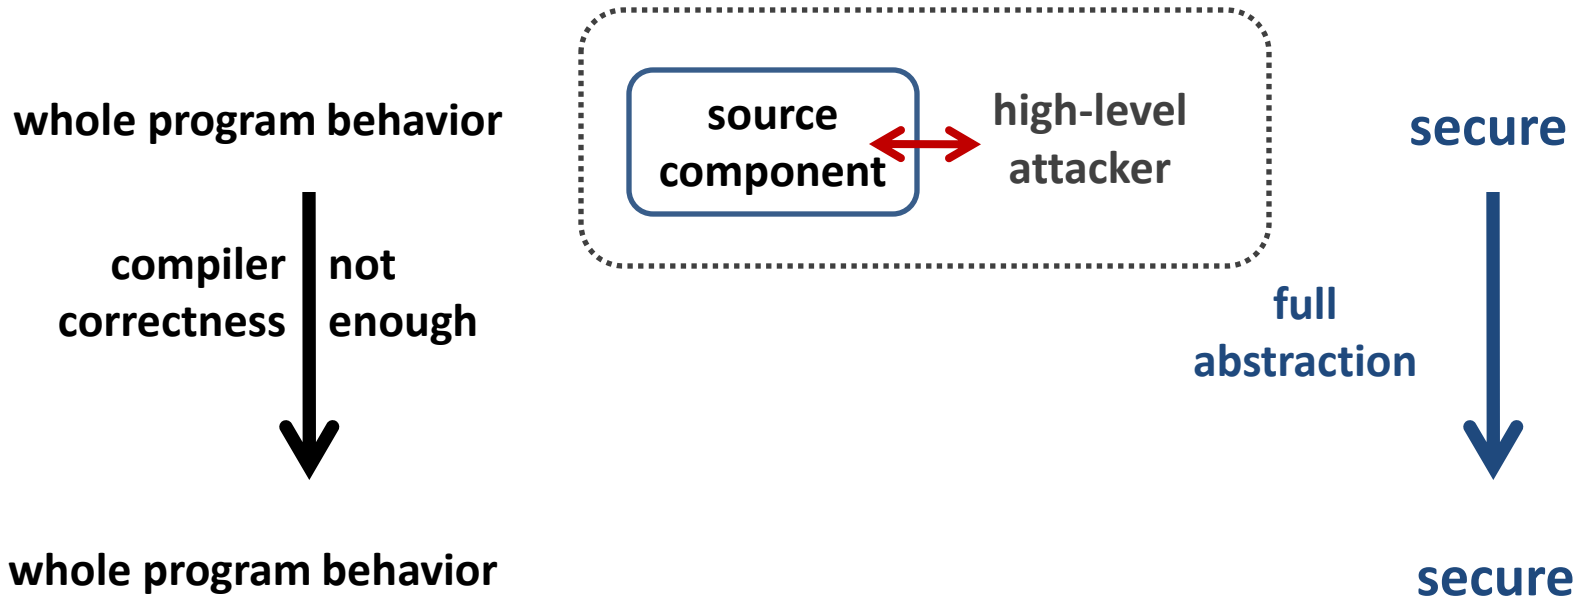 whole program behavior
source
component
high-level
attacker
secure
compiler
correctness
not
enough
full
abstraction
whole program behavior
secure